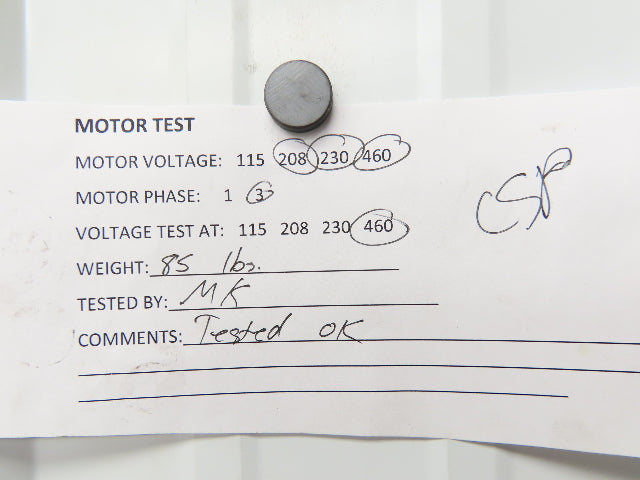 MOTOR TEST
MOTOR VOLTAGE: 115 208 230 460
MOTOR PHASE: 1 3
VOLTAGE TEST AT: 115 208 230 460
WEIGHT: 85 lbs.
TESTED BY: MK
COMMENTS: Tested OK